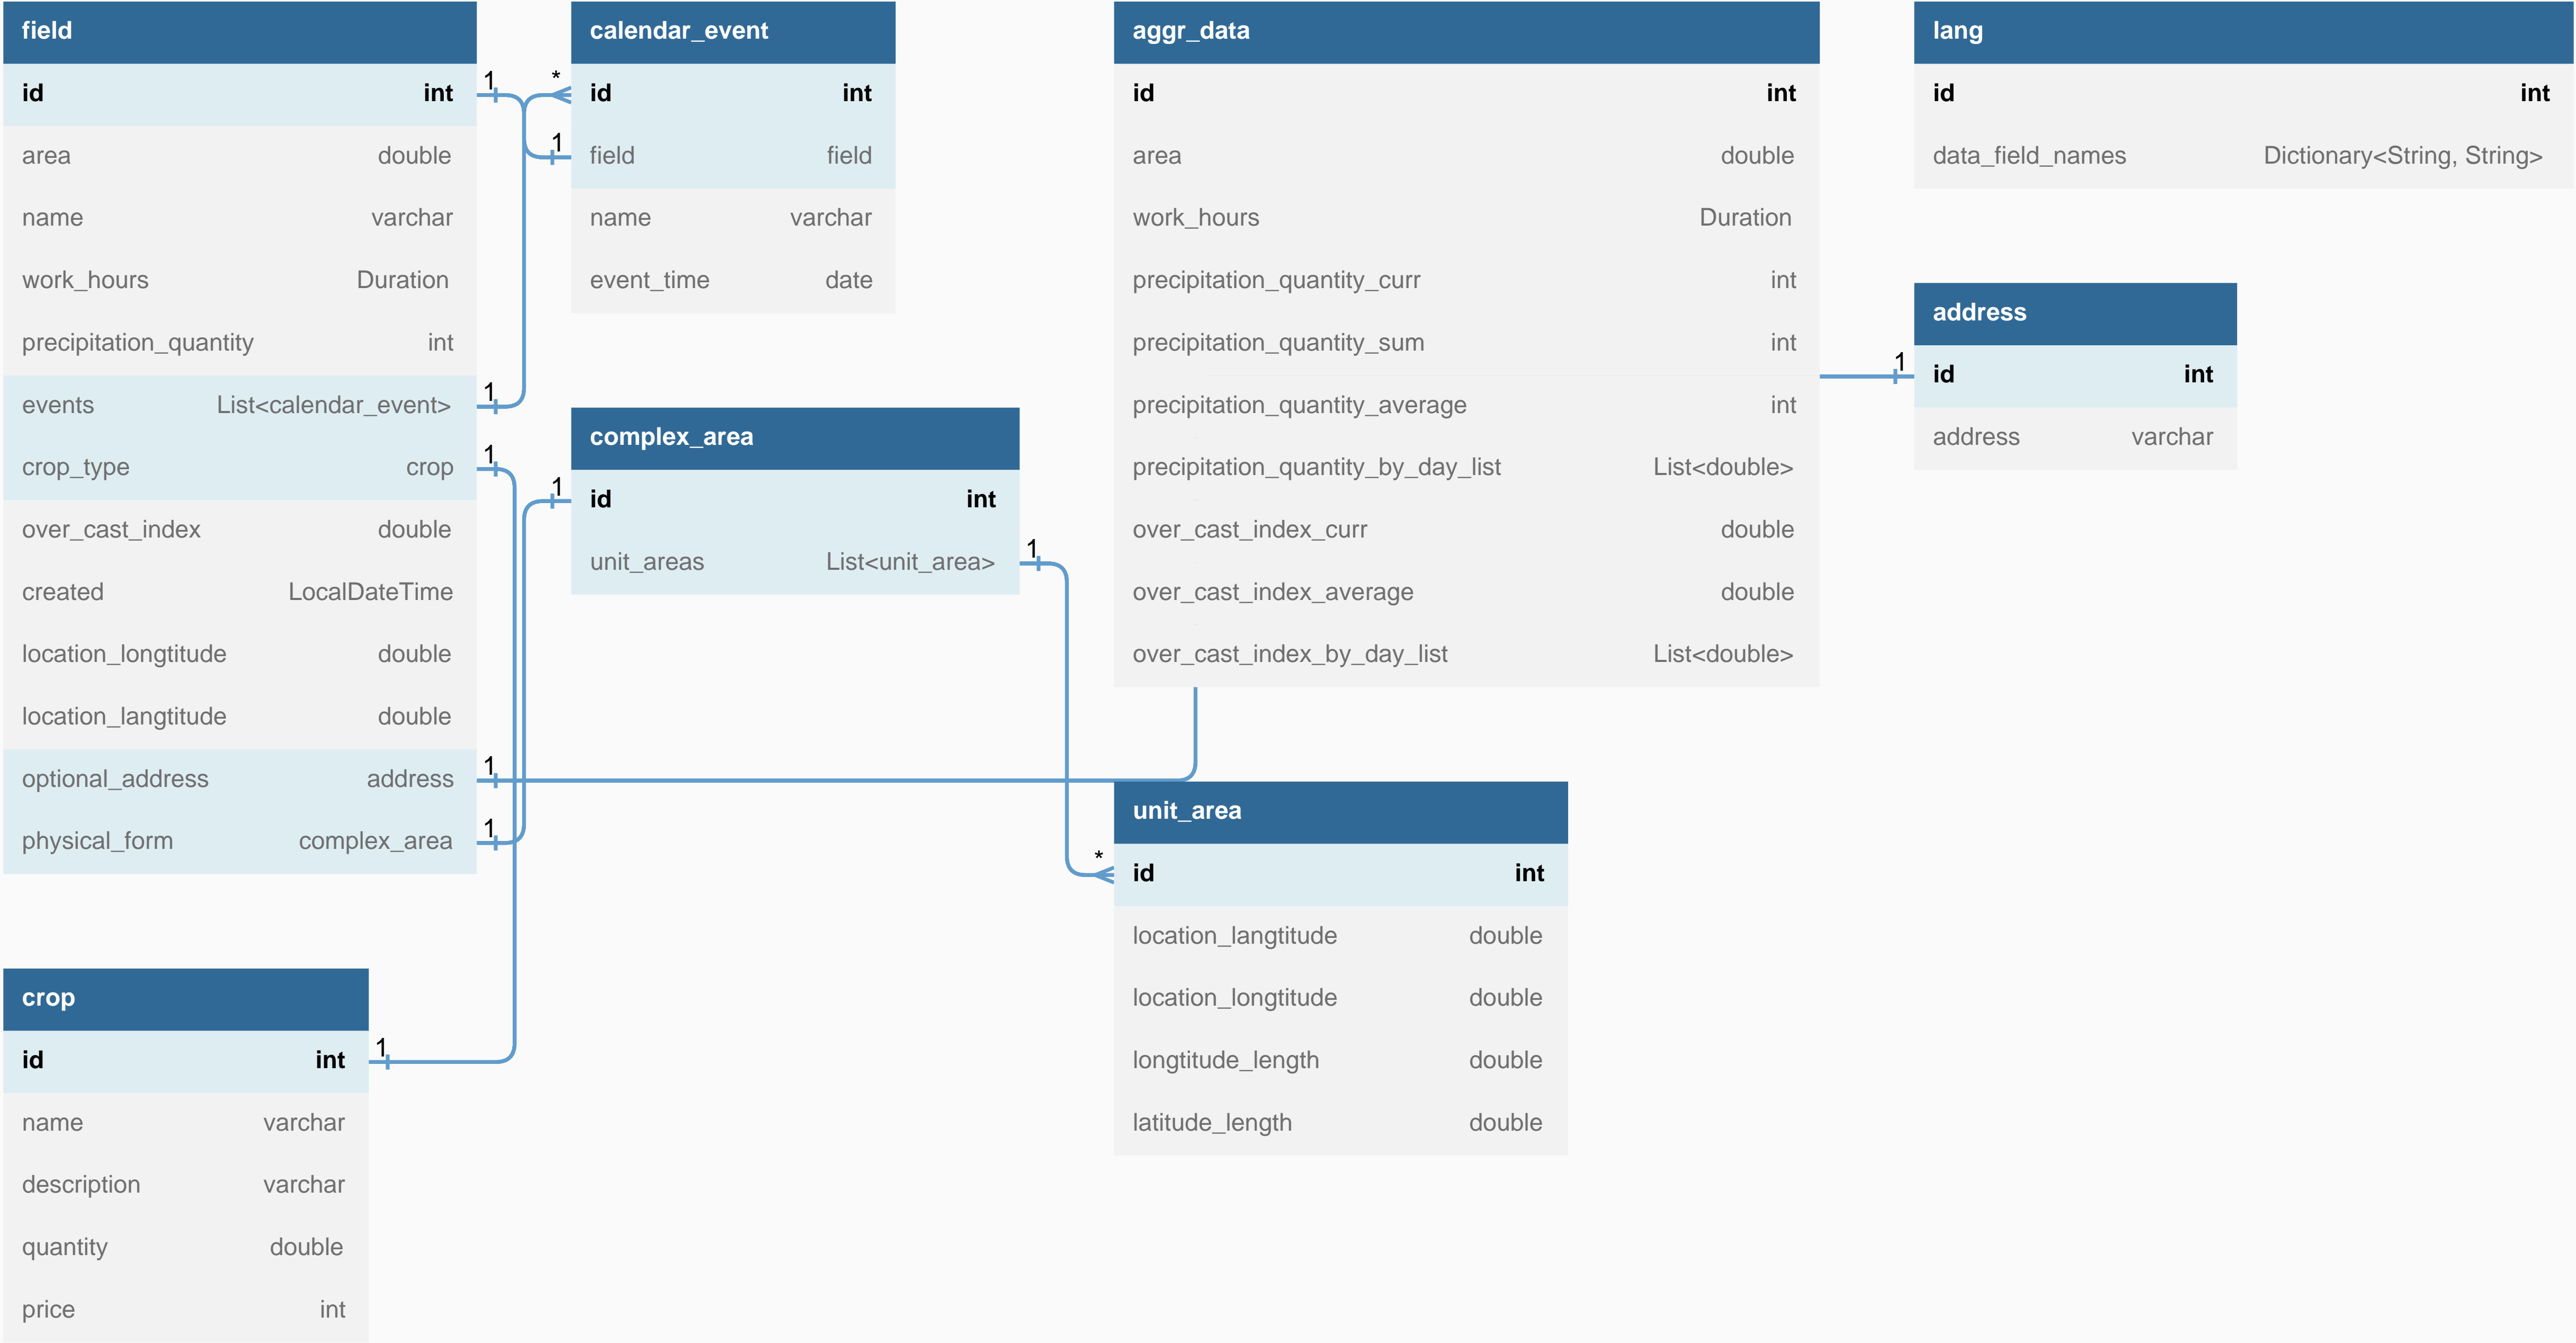 field
id int
area double
name varchar
work_hours Duration
precipitation_quantity int
events List<calendar_event>
crop_type crop
over_cast_index double
created LocalDateTime
location_longtitude double
location_langtitude double
optional_address address
physical_form complex_area
1
1
1
1
1
calendar_event
id int
field field
name varchar
event_time date
*
1
complex_area
id int
unit_areas List<unit_area>
1
1
aggr_data
id int
area double
work_hours Duration
precipitation_quantity_curr int
precipitation_quantity_sum int
precipitation_quantity_average int
precipitation_quantity_by_day_list List<double>
over_cast_index_curr double
over_cast_index_average double
over_cast_index_by_day_list List<double>
lang
id int
data_field_names Dictionary<String, String>
address
1
id int
address varchar
unit_area
*
id int
location_langtitude double
location_longtitude double
longtitude_length double
latitude_length double
crop
id int
1
name varchar
description varchar
quantity double
price int